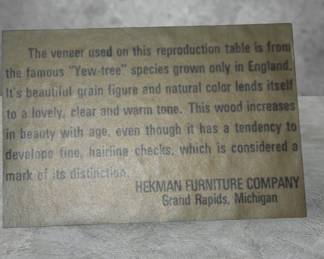 The veneer used on this reproduction table is from
the famous "Yew-tree" species grown only in England.
It's beautiful grain figure and natural color lends itself
to a lovely, clear and warm tone. This wood increases
in beauty with age, even though it has a tendency to
develope fine, hairline checks, which is considered a
mark of its distinction.
HEKMAN FURNITURE COMPANY
Grand Rapids, Michigan